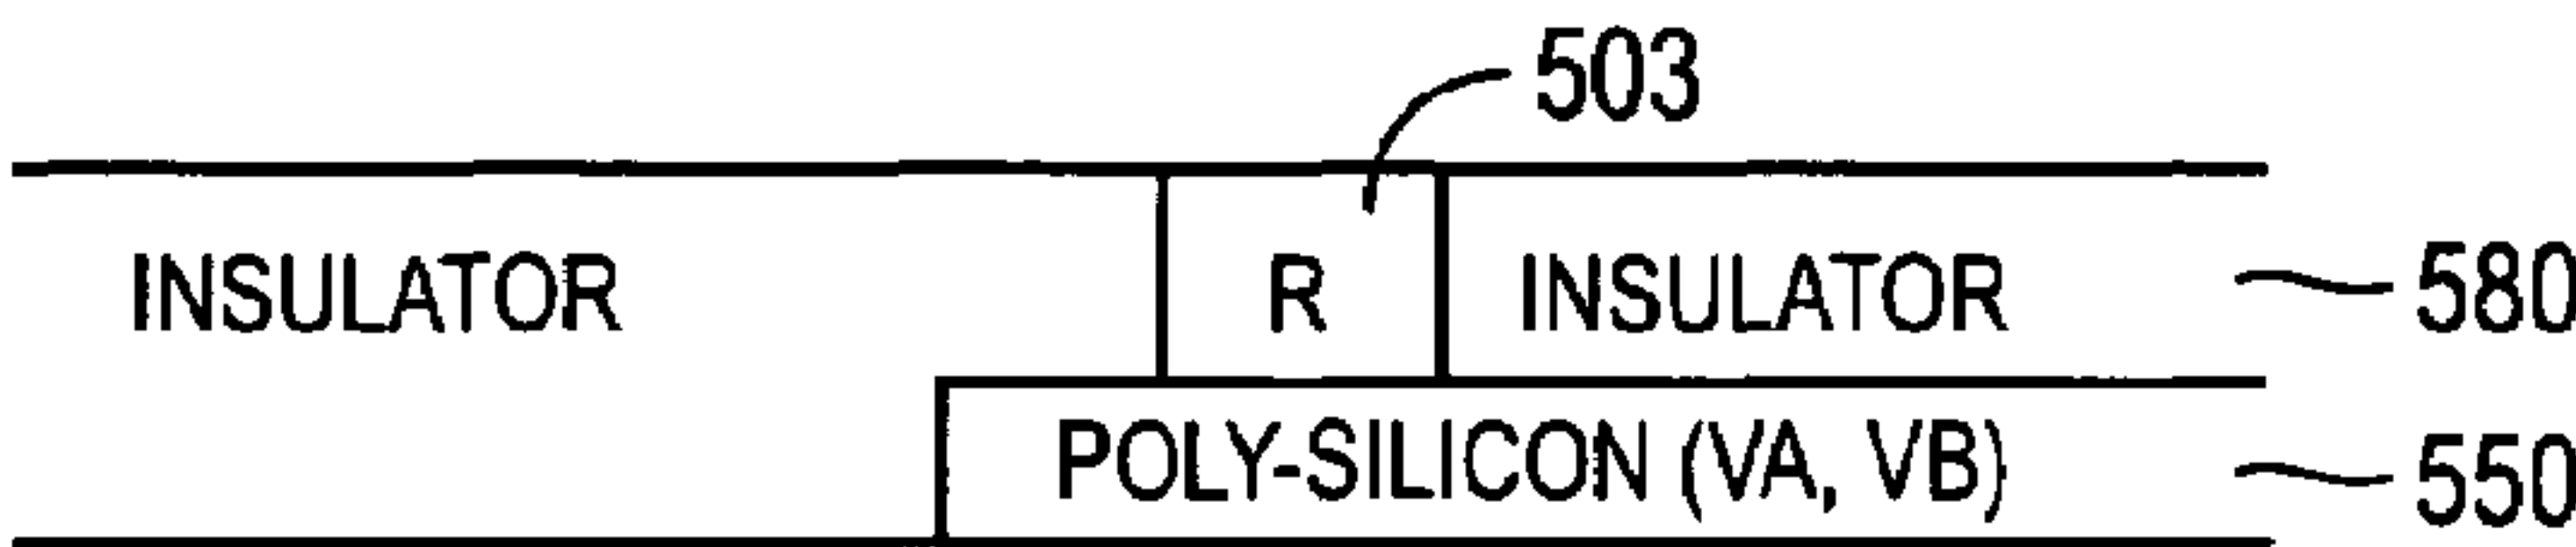 503
INSULATOR R INSULATOR 580
POLY-SILICON (VA, VB) 550